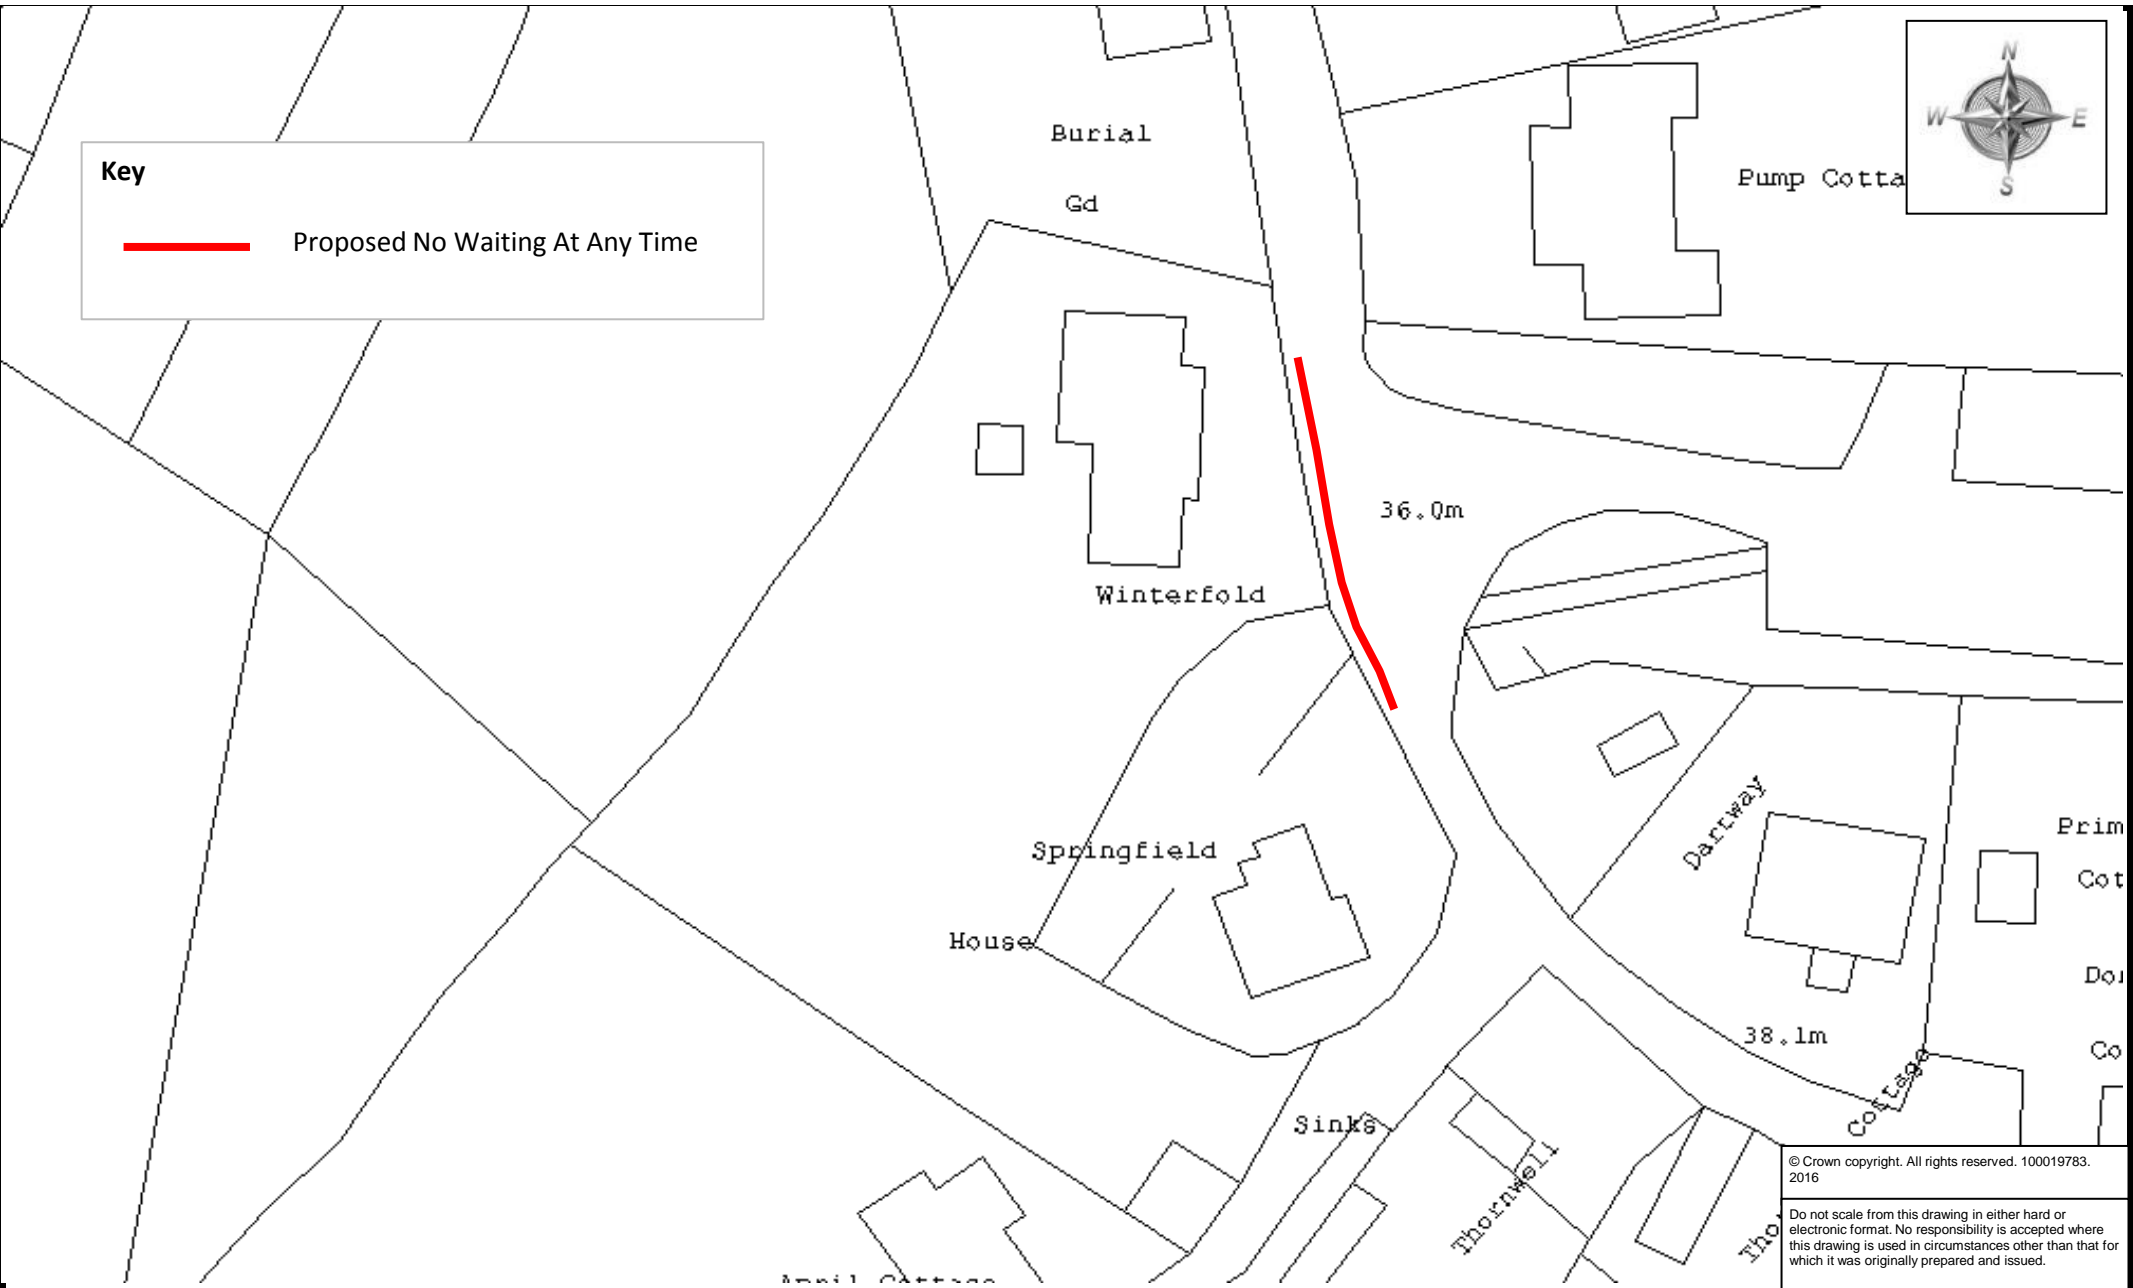 N
W E
S
Key
Proposed No Waiting At Any Time
Burial
Gd
Pump Cotta
36.0m
Winterfold
Springfield
House
Dartway
Prim
Cot
38.1m
Co
Cottage
Sinks
Thornwell
Tho
April Cottage
© Crown copyright. All rights reserved. 100019783.
2016
Do not scale from this drawing in either hard or
electronic format. No responsibility is accepted where
this drawing is used in circumstances other than that for
which it was originally prepared and issued.